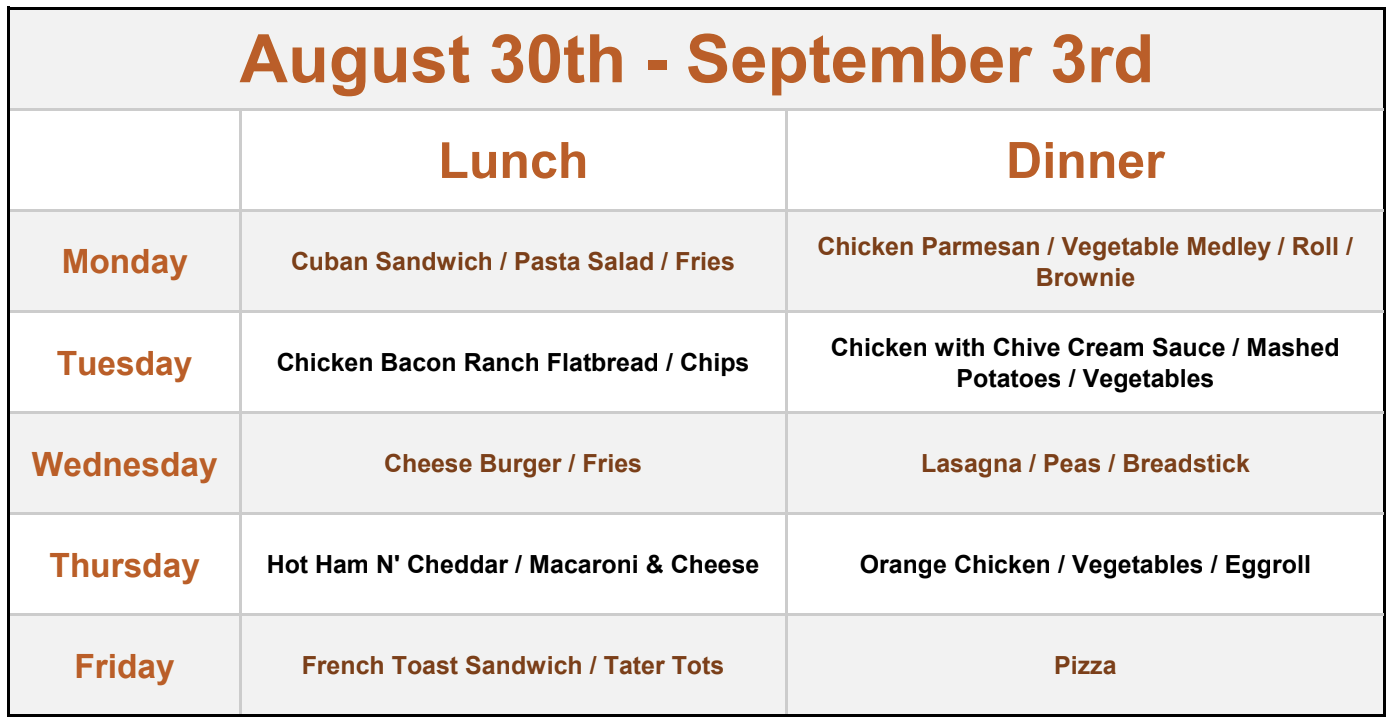 August 30th - September 3rd
Lunch
Dinner
Monday
Cuban Sandwich / Pasta Salad / Fries
Chicken Parmesan / Vegetable Medley / Roll /
Brownie
Tuesday
Chicken Bacon Ranch Flatbread / Chips
Chicken with Chive Cream Sauce / Mashed
Potatoes / Vegetables
Wednesday
Cheese Burger / Fries
Lasagna / Peas / Breadstick
Thursday
Hot Ham N' Cheddar / Macaroni & Cheese
Orange Chicken / Vegetables / Eggroll
Friday
French Toast Sandwich / Tater Tots
Pizza